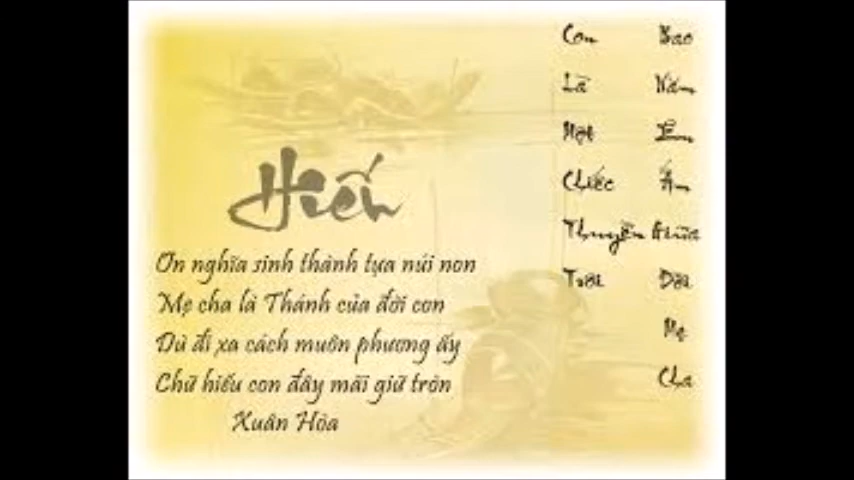 Hiếu
Ơn nghĩa sinh thành tựa núi non
Mẹ cha là Thánh của đời con
Dù đi xa cách muôn phương ấy
Chữ hiếu con đây mãi giữ tròn
Xuân Hòa
Con
Là
Một
Chiếc
Thuyền
Trôi
Bao
Năm
Êm
Ấm
Giữa
Đời
Mẹ
Cha